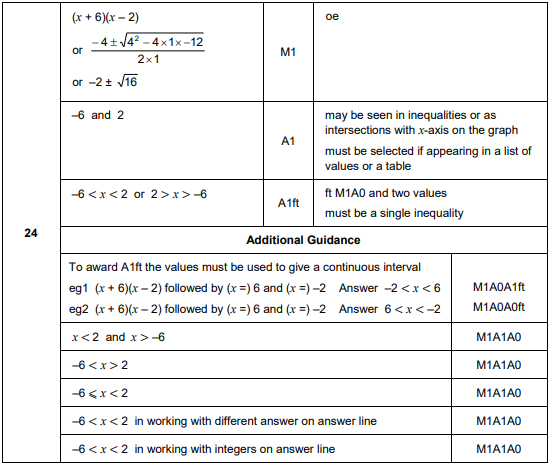 (x + 6)(x – 2)
or (–4 ± √(4² – 4 × 1 × –12)) / (2 × 1)
or –2 ± √16
M1
oe
–6 and 2
A1
may be seen in inequalities or as
intersections with x-axis on the graph
must be selected if appearing in a list of
values or a table
–6 < x < 2 or 2 > x > –6
A1ft
ft M1A0 and two values
must be a single inequality
24
Additional Guidance
To award A1ft the values must be used to give a continuous interval
eg1 (x + 6)(x – 2) followed by (x =) 6 and (x =) –2 Answer –2 < x < 6
M1A0A1ft
eg2 (x + 6)(x – 2) followed by (x =) 6 and (x =) –2 Answer 6 < x < –2
M1A0A0ft
x < 2 and x > –6
M1A1A0
–6 < x > 2
M1A1A0
–6 ⩽ x < 2
M1A1A0
–6 < x < 2 in working with different answer on answer line
M1A1A0
–6 < x < 2 in working with integers on answer line
M1A1A0